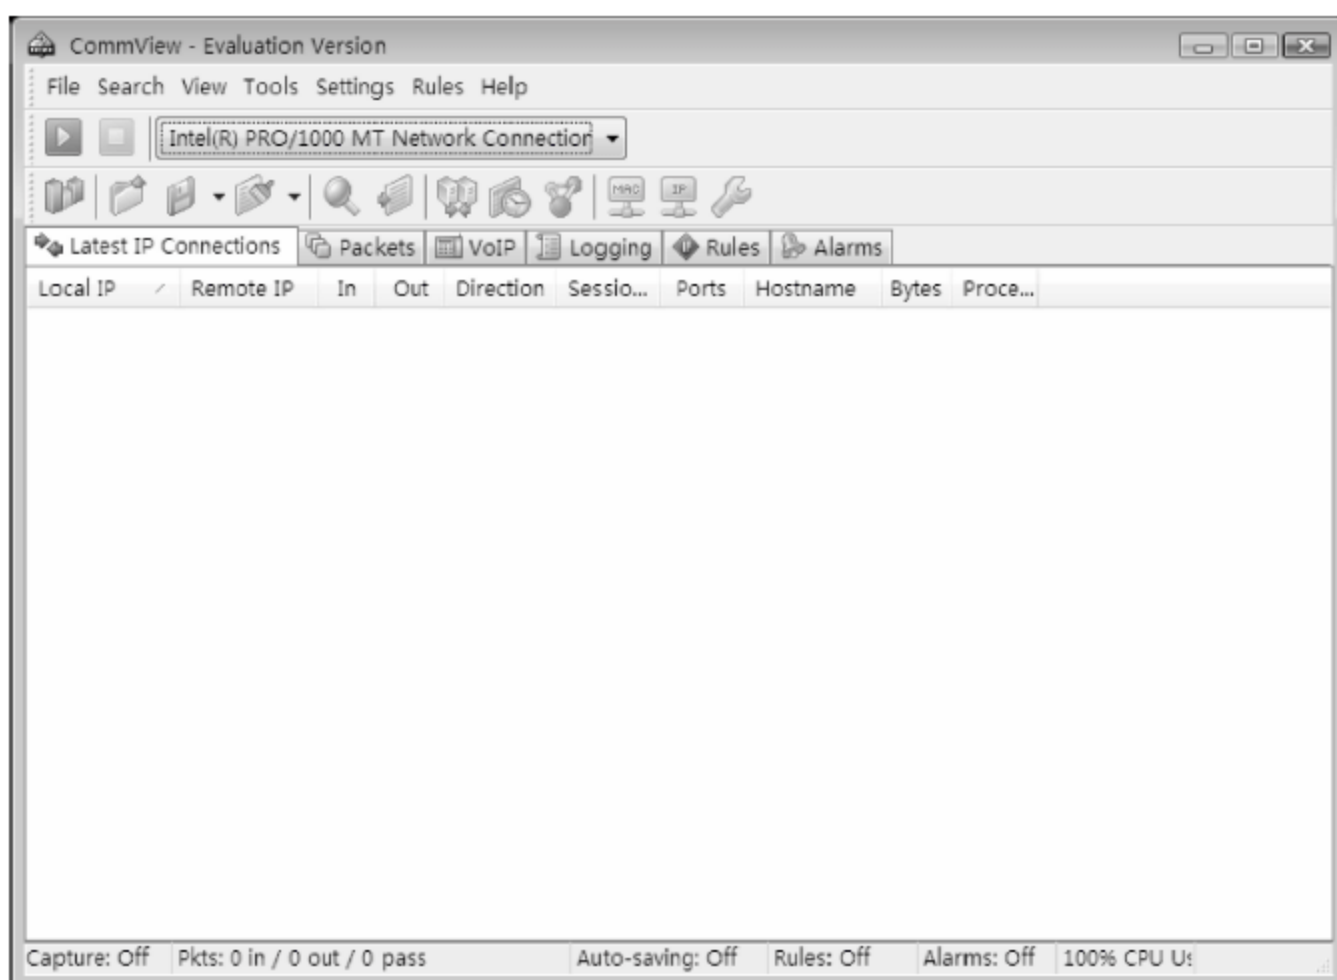 CommView - Evaluation Version
File Search View Tools Settings Rules Help
Intel(R) PRO/1000 MT Network Connection
MAC IP
Latest IP Connections Packets VoIP Logging Rules Alarms
Local IP Remote IP In Out Direction Sessio... Ports Hostname Bytes Proce...
Capture: Off Pkts: 0 in / 0 out / 0 pass Auto-saving: Off Rules: Off Alarms: Off 100% CPU Us